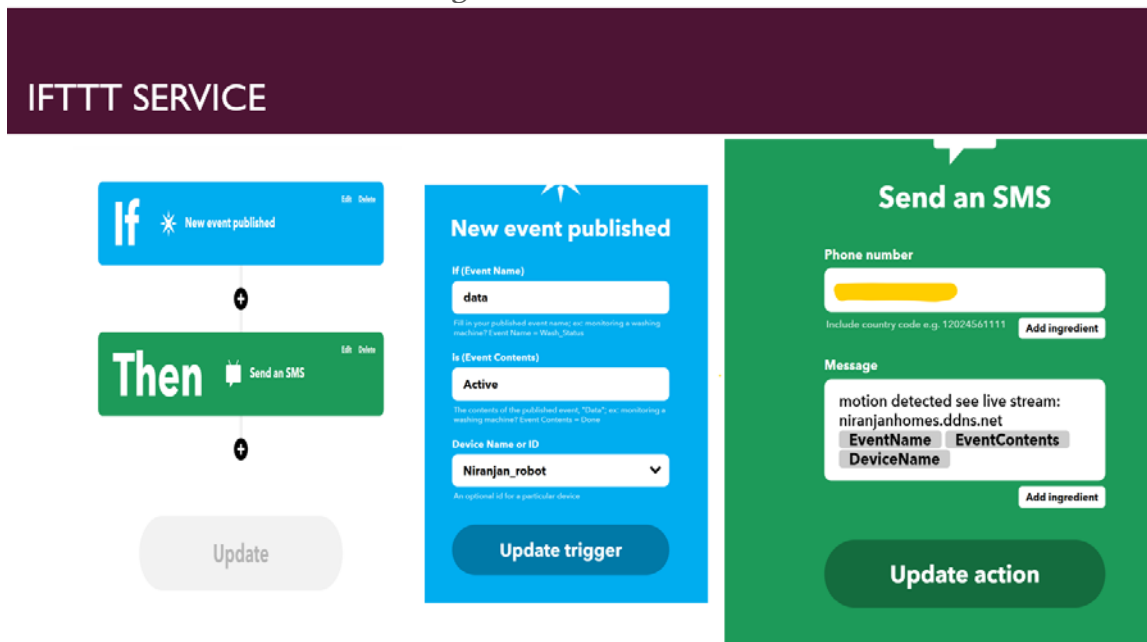 IFTTT SERVICE
If
New event published
Edit Delete
Then
Send an SMS
Edit Delete
Update
New event published
If (Event Name)
data
Fill in your published event name; ex: monitoring a washing
machine? Event Name = Wash_Status
Is (Event Contents)
Active
The contents of the published event, "Data"; ex: monitoring a
washing machine? Event Contents = Done
Device Name or ID
Niranjan_robot
An optional id for a particular device
Update trigger
Send an SMS
Phone number
Include country code e.g. 12024561111
Add ingredient
Message
motion detected see live stream:
niranjanhomes.ddns.net
EventName EventContents
DeviceName
Add ingredient
Update action